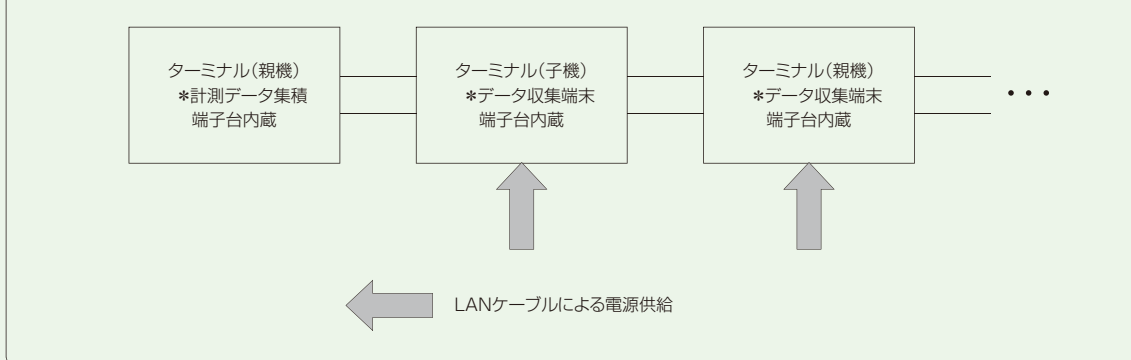 ターミナル(親機)
*計測データ集積
端子台内蔵
ターミナル(子機)
*データ収集端末
端子台内蔵
ターミナル(親機)
*データ収集端末
端子台内蔵
・・・
LANケーブルによる電源供給